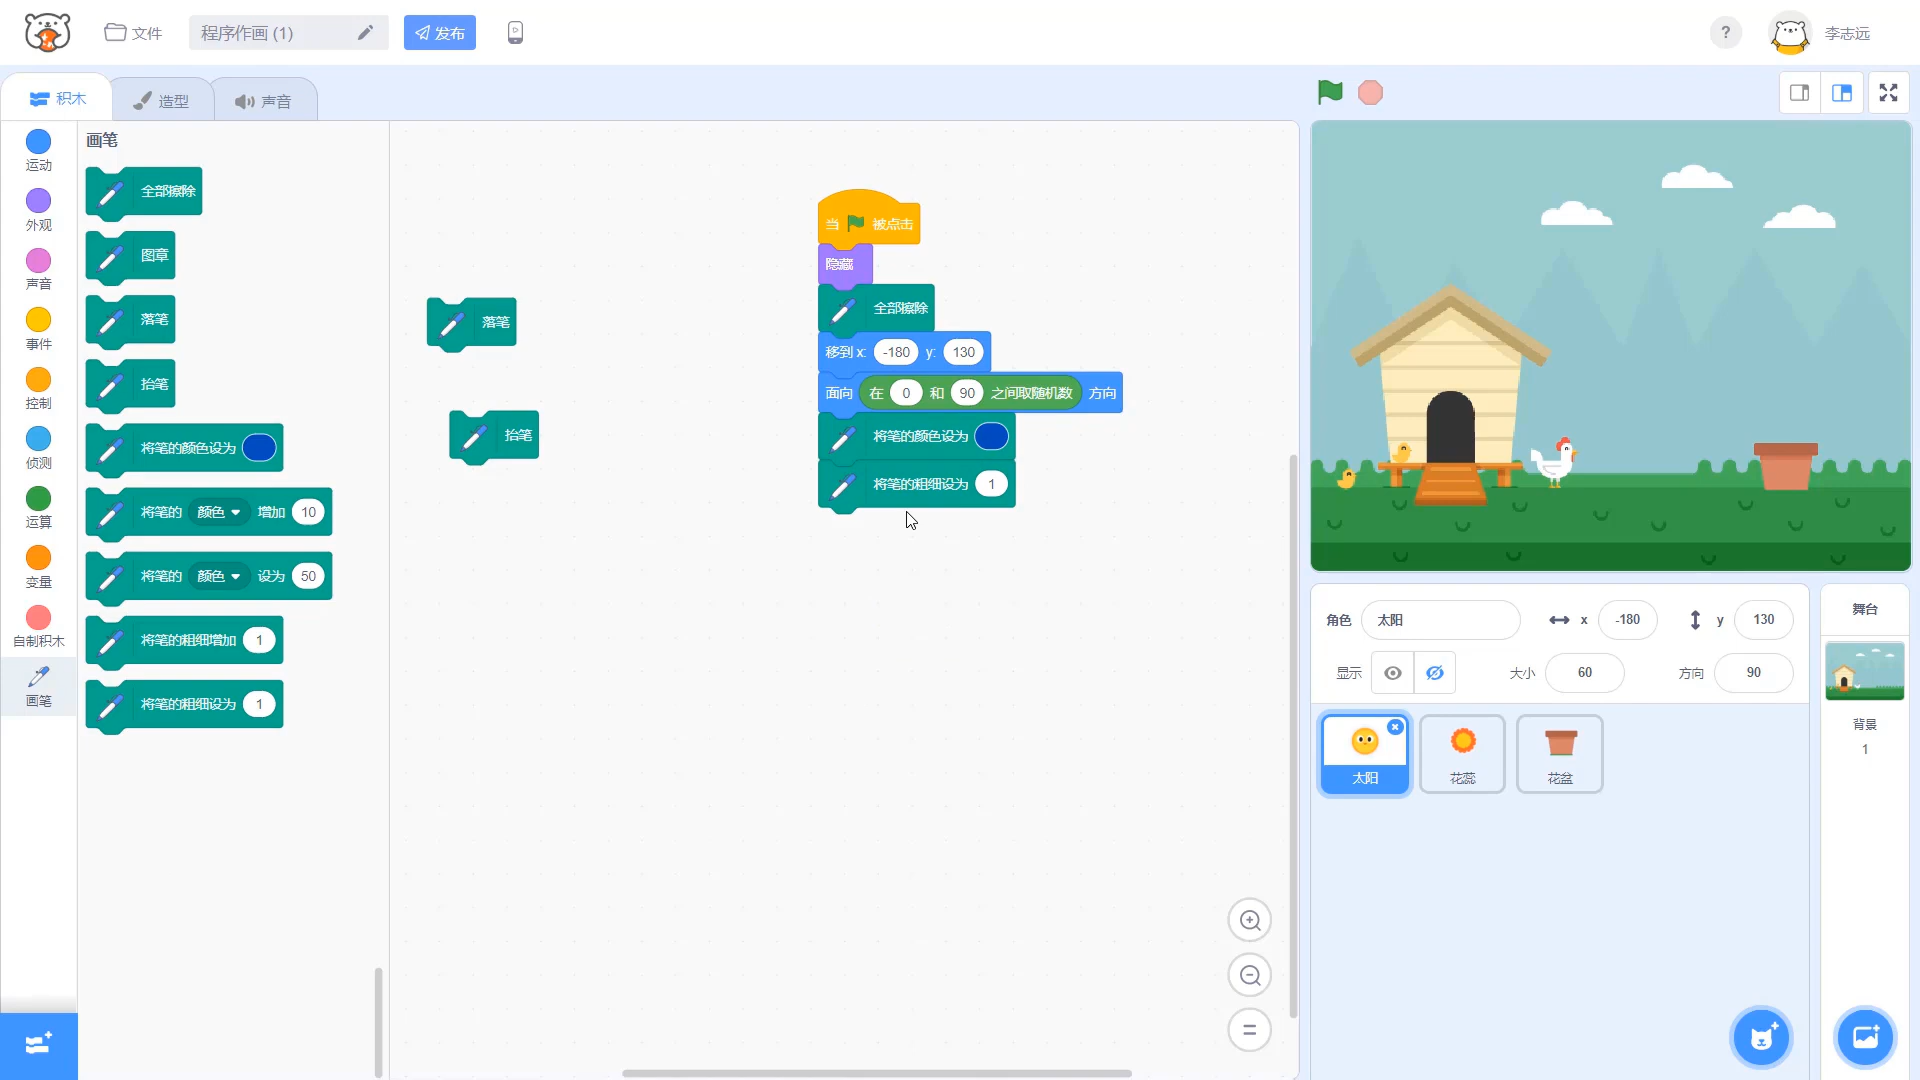 文件
程序作画 (1)
发布
?
李志远
积木
造型
声音
运动
外观
声音
事件
控制
侦测
运算
变量
自制积木
画笔
画笔
全部擦除
图章
落笔
抬笔
将笔的颜色设为
将笔的 颜色 增加 10
将笔的 颜色 设为 50
将笔的粗细增加 1
将笔的粗细设为 1
落笔
抬笔
当 被点击
隐藏
全部擦除
移到 x: -180 y: 130
面向 在 0 和 90 之间取随机数 方向
将笔的颜色设为
将笔的粗细设为 1
角色 太阳 x -180 y 130
显示 大小 60 方向 90
太阳
花蕊
花盆
舞台
背景
1